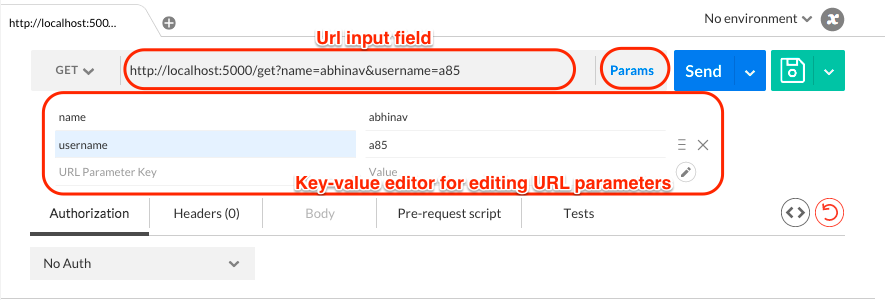 http://localhost:500...
No environment
Url input field
GET
http://localhost:5000/get?name=abhinav&username=a85
Params
Send
name
abhinav
username
a85
URL Parameter Key
Value
Key-value editor for editing URL parameters
Authorization
Headers (0)
Body
Pre-request script
Tests
No Auth